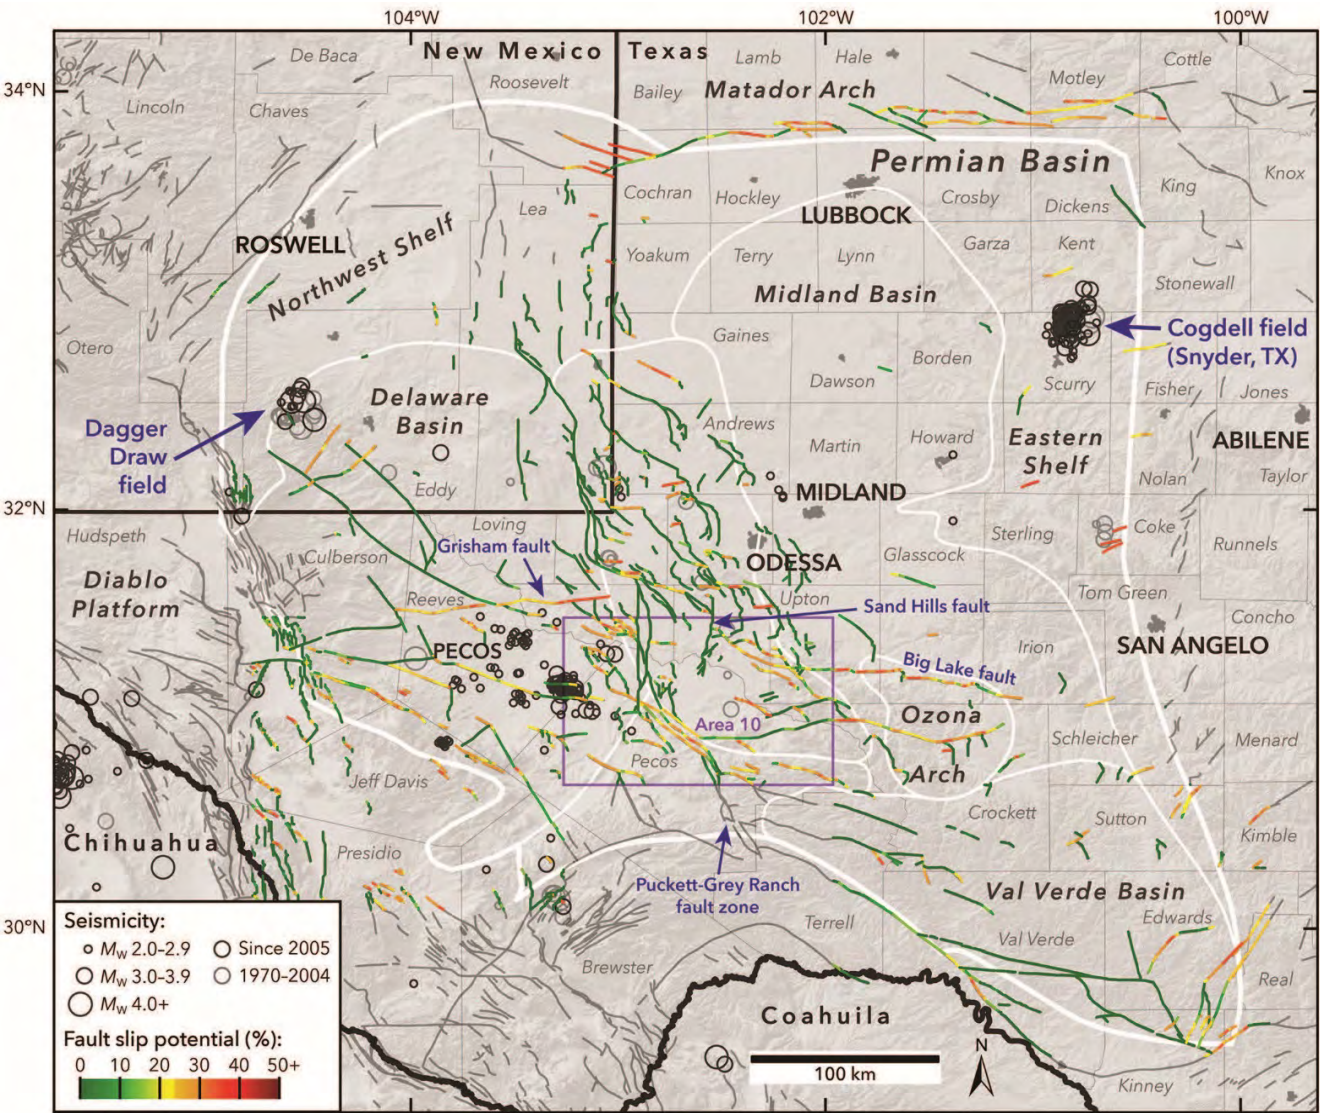 104°W
102°W
100°W
New Mexico
Texas
De Baca
Lamb
Hale
Cottle
34°N
Roosevelt
Bailey
Matador Arch
Motley
Lincoln
Chaves
Permian Basin
Knox
Cochran
Hockley
Crosby
King
Lea
LUBBOCK
Dickens
ROSWELL
Northwest Shelf
Yoakum
Terry
Lynn
Garza
Kent
Midland Basin
Stonewall
Otero
Gaines
Cogdell field
(Snyder, TX)
Borden
Dawson
Scurry
Fisher
Jones
Delaware
Basin
Dagger
Draw
field
Andrews
Martin
Howard
Eastern
Shelf
ABILENE
Eddy
MIDLAND
Nolan
Taylor
32°N
Hudspeth
Loving
Grisham fault
Culberson
Sterling
Coke
Runnels
ODESSA
Glasscock
Diablo
Platform
Reeves
Upton
Sand Hills fault
Tom Green
Concho
PECOS
Irion
SAN ANGELO
Big Lake fault
Area 10
Ozona
Arch
Schleicher
Menard
Pecos
Jeff Davis
Crockett
Sutton
Kimble
Chihuahua
Presidio
Puckett-Grey Ranch
fault zone
Val Verde Basin
Edwards
30°N
Terrell
Val Verde
Brewster
Real
Coahuila
N
100 km
Kinney
Seismicity:
Mw 2.0-2.9
Since 2005
Mw 3.0-3.9
1970-2004
Mw 4.0+
Fault slip potential (%):
0 10 20 30 40 50+